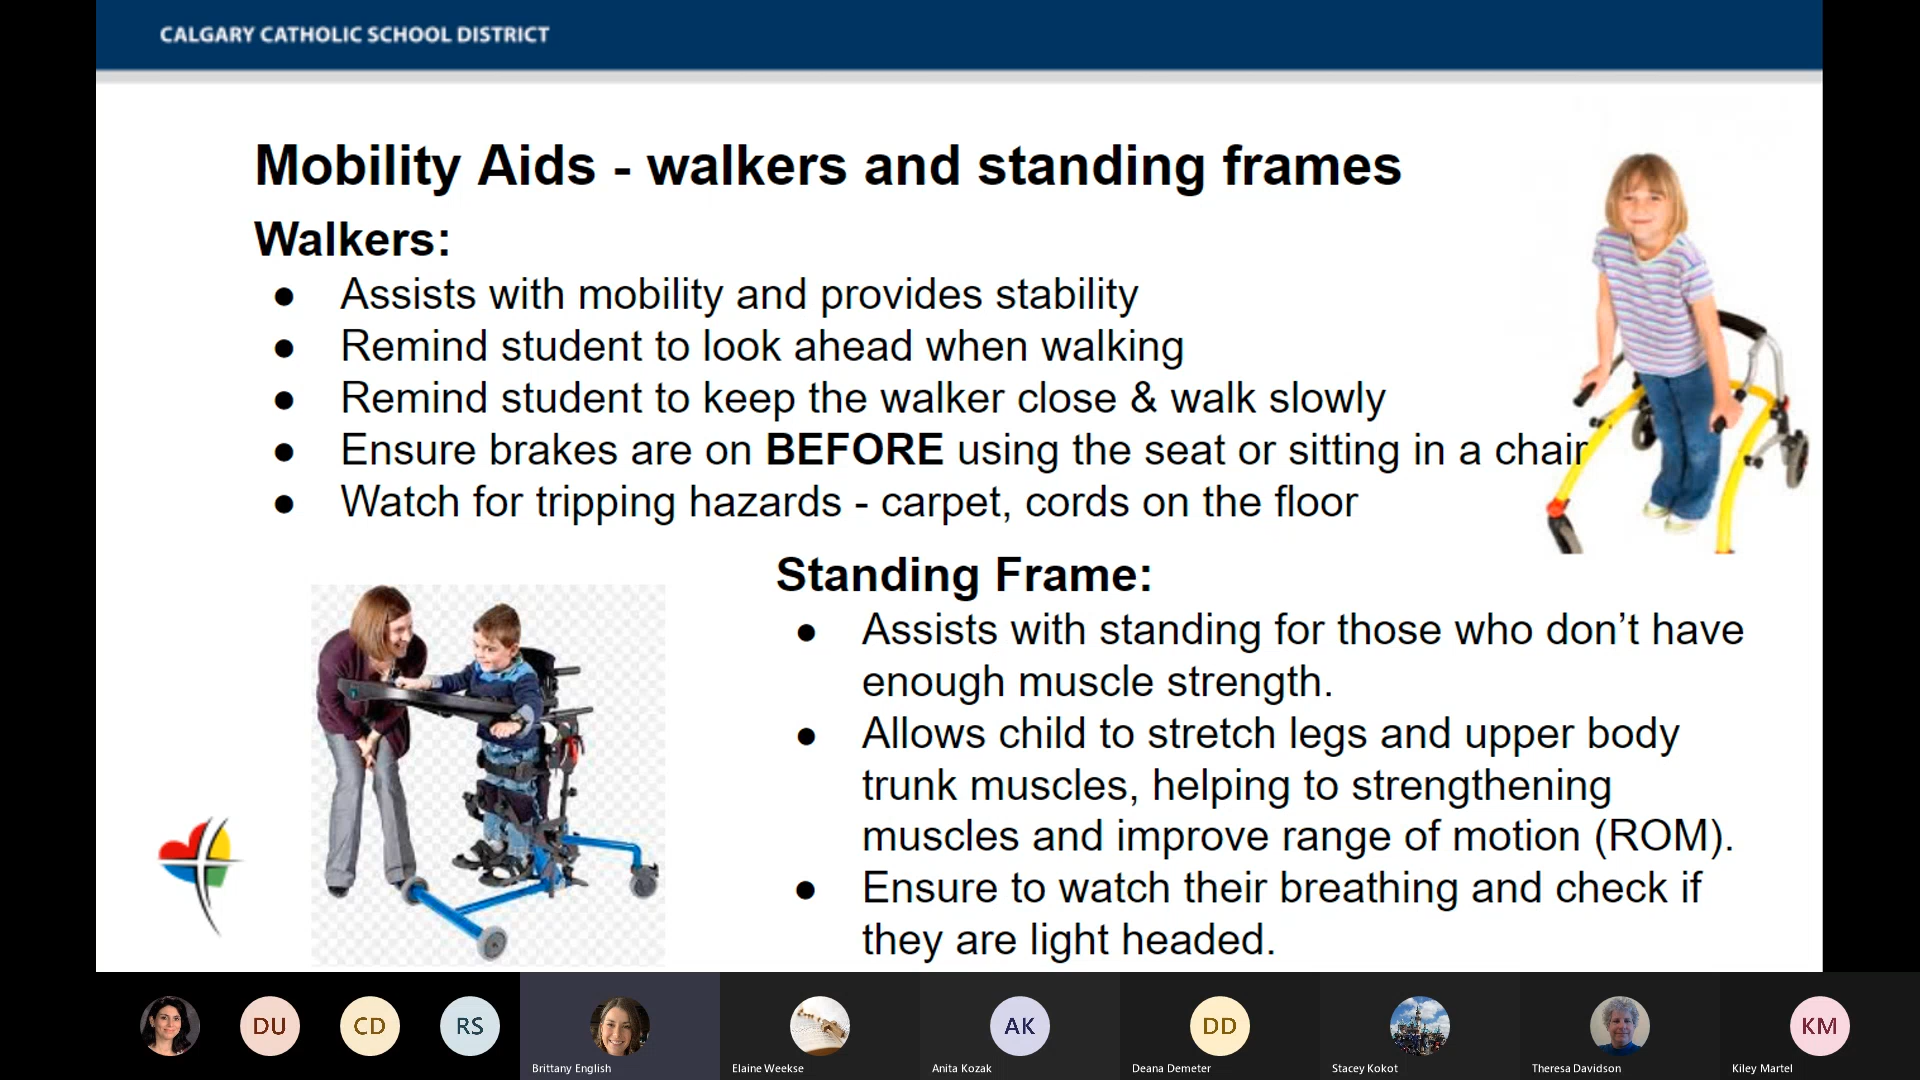 CALGARY CATHOLIC SCHOOL DISTRICT
Mobility Aids - walkers and standing frames
Walkers:
● Assists with mobility and provides stability
● Remind student to look ahead when walking
● Remind student to keep the walker close & walk slowly
● Ensure brakes are on BEFORE using the seat or sitting in a chair
● Watch for tripping hazards - carpet, cords on the floor
Standing Frame:
● Assists with standing for those who don’t have
enough muscle strength.
● Allows child to stretch legs and upper body
trunk muscles, helping to strengthening
muscles and improve range of motion (ROM).
● Ensure to watch their breathing and check if
they are light headed.
DU CD RS AK DD KM
Brittany English Elaine Weekse Anita Kozak Deana Demeter Stacey Kokot Theresa Davidson Kiley Martel